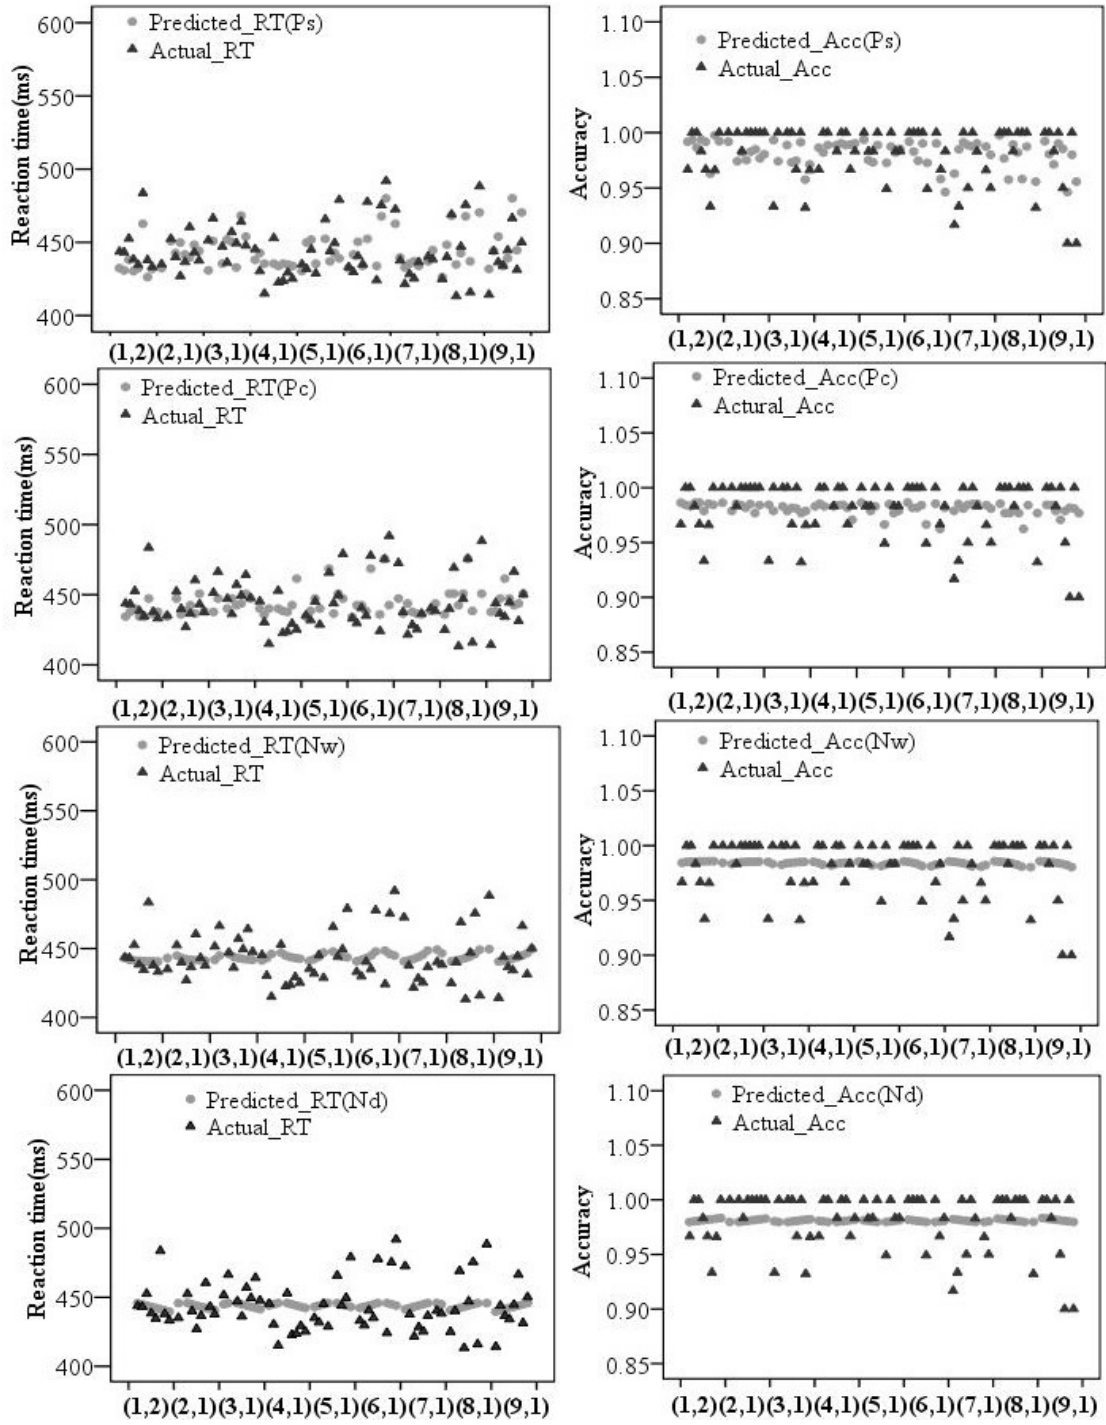 600
550
500
450
400
Reaction time(ms)
Predicted_RT(Ps)
Actual_RT
(1,2)(2,1)(3,1)(4,1)(5,1)(6,1)(7,1)(8,1)(9,1)
1.10
1.05
1.00
0.95
0.90
0.85
Accuracy
Predicted_Acc(Ps)
Actual_Acc
(1,2)(2,1)(3,1)(4,1)(5,1)(6,1)(7,1)(8,1)(9,1)
600
550
500
450
400
Reaction time(ms)
Predicted_RT(Pc)
Actual_RT
(1,2)(2,1)(3,1)(4,1)(5,1)(6,1)(7,1)(8,1)(9,1)
1.10
1.05
1.00
0.95
0.90
0.85
Accuracy
Predicted_Acc(Pc)
Actural_Acc
(1,2)(2,1)(3,1)(4,1)(5,1)(6,1)(7,1)(8,1)(9,1)
600
550
500
450
400
Reaction time(ms)
Predicted_RT(Nw)
Actual_RT
(1,2)(2,1)(3,1)(4,1)(5,1)(6,1)(7,1)(8,1)(9,1)
1.10
1.05
1.00
0.95
0.90
0.85
Accuracy
Predicted_Acc(Nw)
Actual_Acc
(1,2)(2,1)(3,1)(4,1)(5,1)(6,1)(7,1)(8,1)(9,1)
600
550
500
450
400
Reaction time(ms)
Predicted_RT(Nd)
Actual_RT
(1,2)(2,1)(3,1)(4,1)(5,1)(6,1)(7,1)(8,1)(9,1)
1.10
1.05
1.00
0.95
0.90
0.85
Accuracy
Predicted_Acc(Nd)
Actual_Acc
(1,2)(2,1)(3,1)(4,1)(5,1)(6,1)(7,1)(8,1)(9,1)